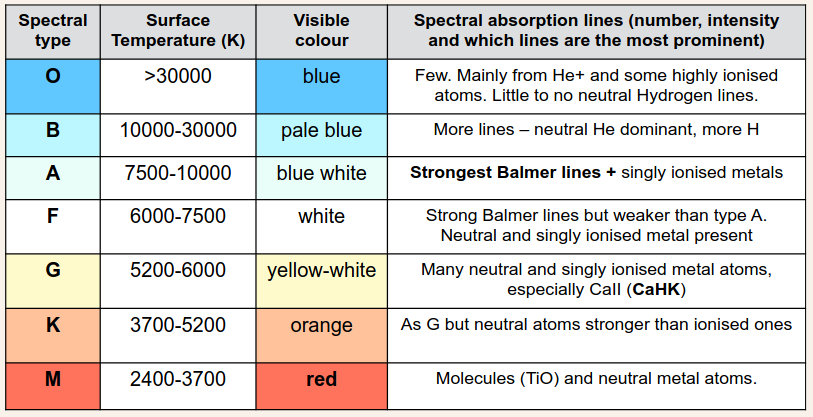 Spectral type Surface Temperature (K) Visible colour Spectral absorption lines (number, intensity and which lines are the most prominent)
O >30000 blue Few. Mainly from He+ and some highly ionised atoms. Little to no neutral Hydrogen lines.
B 10000-30000 pale blue More lines – neutral He dominant, more H
A 7500-10000 blue white Strongest Balmer lines + singly ionised metals
F 6000-7500 white Strong Balmer lines but weaker than type A. Neutral and singly ionised metal present
G 5200-6000 yellow-white Many neutral and singly ionised metal atoms, especially CaII (CaHK)
K 3700-5200 orange As G but neutral atoms stronger than ionised ones
M 2400-3700 red Molecules (TiO) and neutral metal atoms.